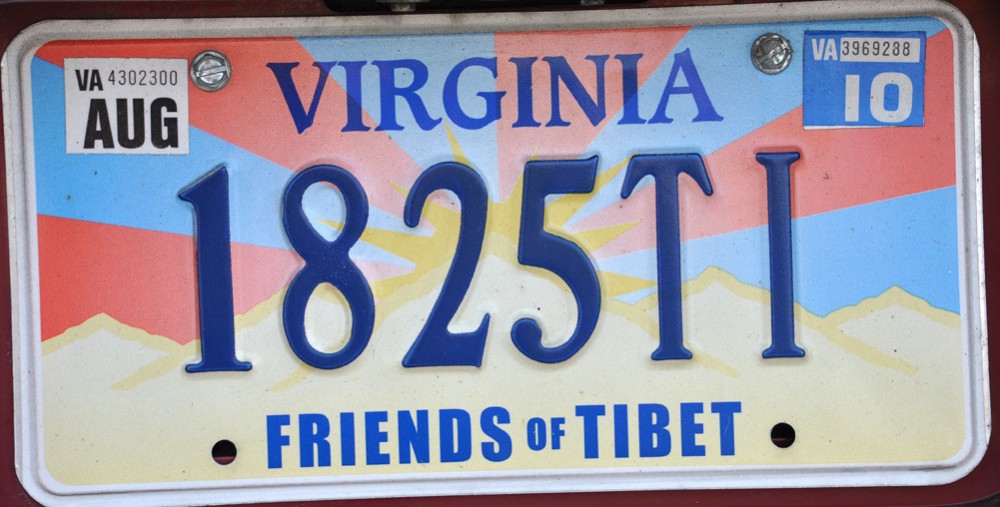 VA 4302300
AUG
VIRGINIA
VA 3969288
10
1825TI
FRIENDS OF TIBET